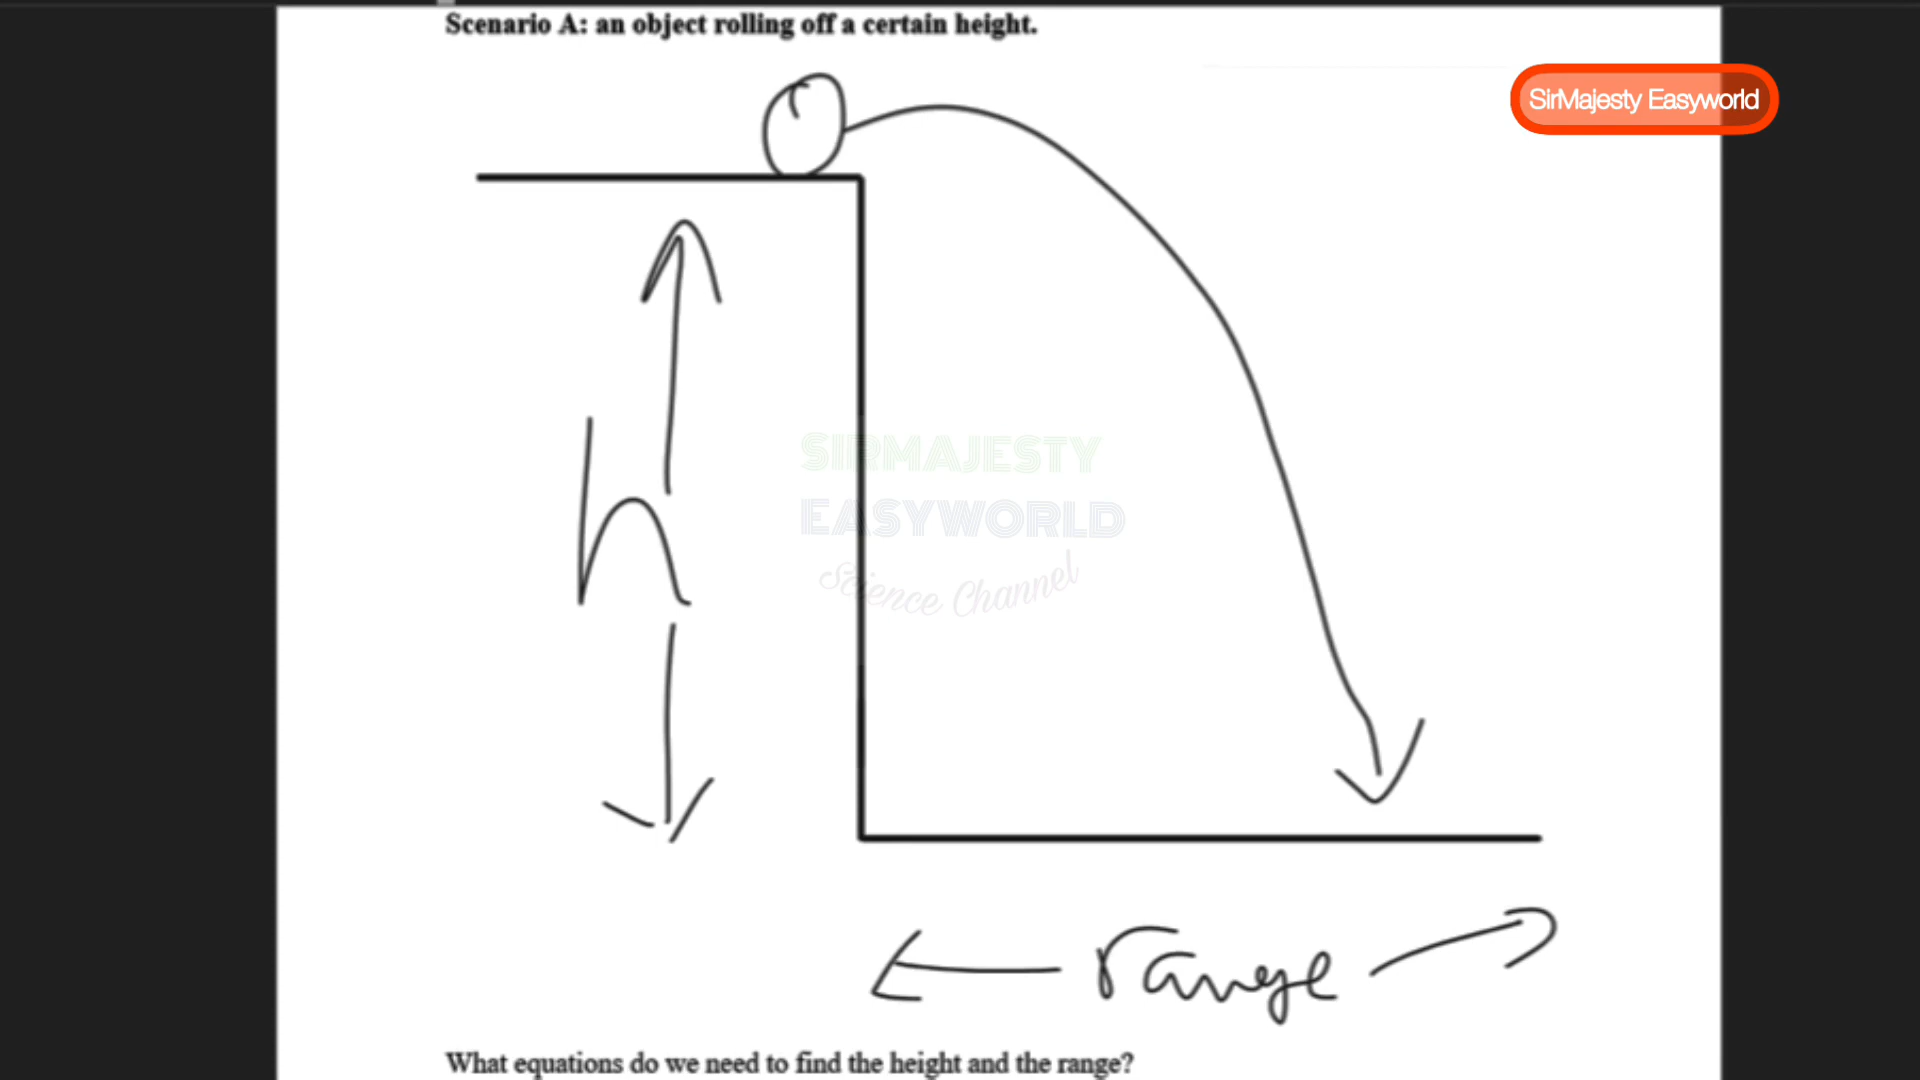 Scenario A: an object rolling off a certain height.
SirMajesty Easyworld
h
SIRMAJESTY
EASYWORLD
Science Channel
range
What equations do we need to find the height and the range?